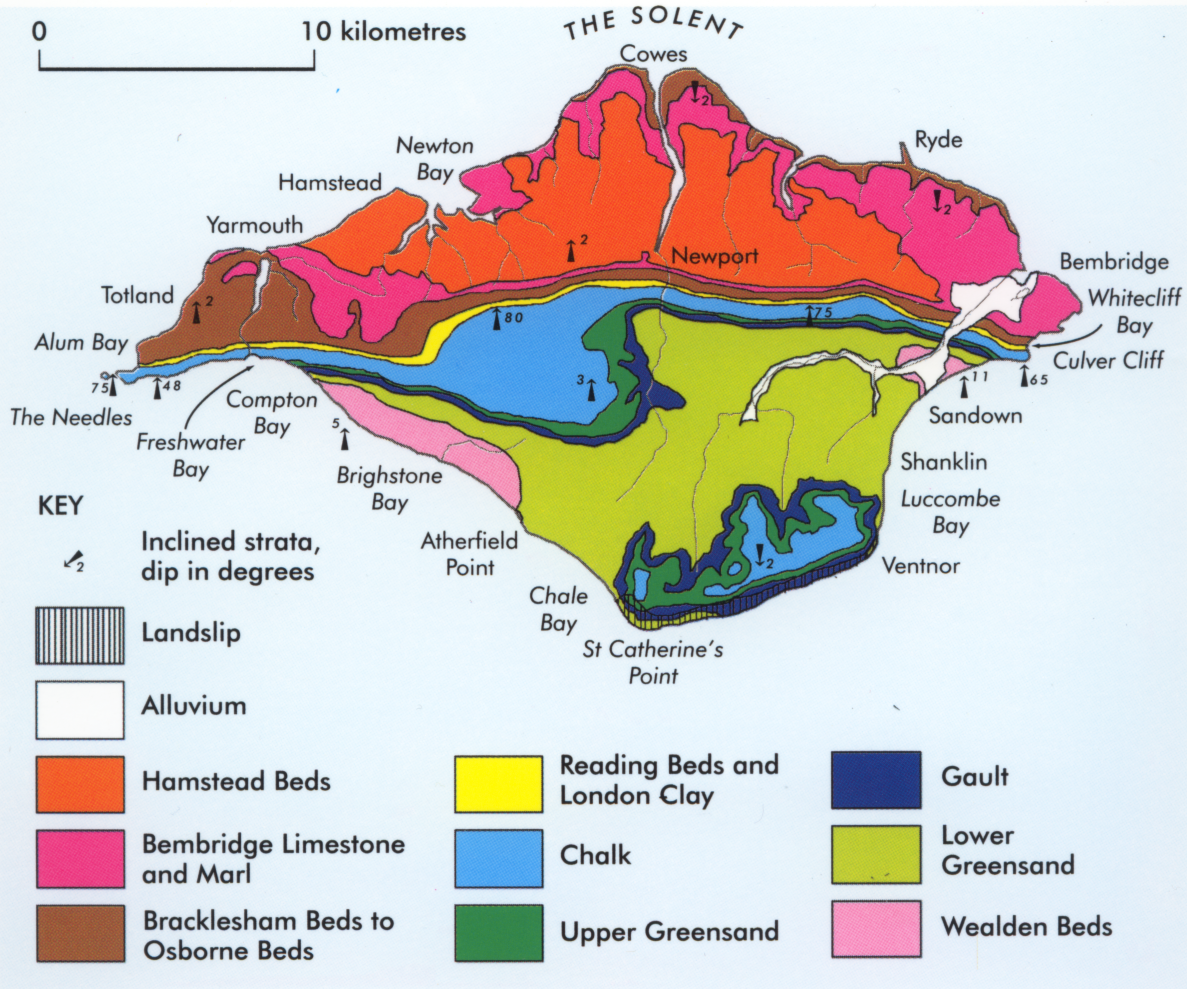 THE SOLENT
0
10 kilometres
Cowes
2
Ryde
Newton
Bay
Hamstead
2
Yarmouth
2
Newport
Bembridge
Totland
2
Whitecliff
Bay
80
75
Alum Bay
Culver Cliff
75
48
3
11
65
The Needles
Compton
Bay
Sandown
Freshwater
Bay
5
Brighstone
Bay
Shanklin
Luccombe
Bay
Atherfield
Point
2
Ventnor
Chale
Bay
St Catherine's
Point
KEY
2
Inclined strata,
dip in degrees
Landslip
Alluvium
Hamstead Beds
Bembridge Limestone
and Marl
Bracklesham Beds to
Osborne Beds
Reading Beds and
London Clay
Chalk
Upper Greensand
Gault
Lower
Greensand
Wealden Beds